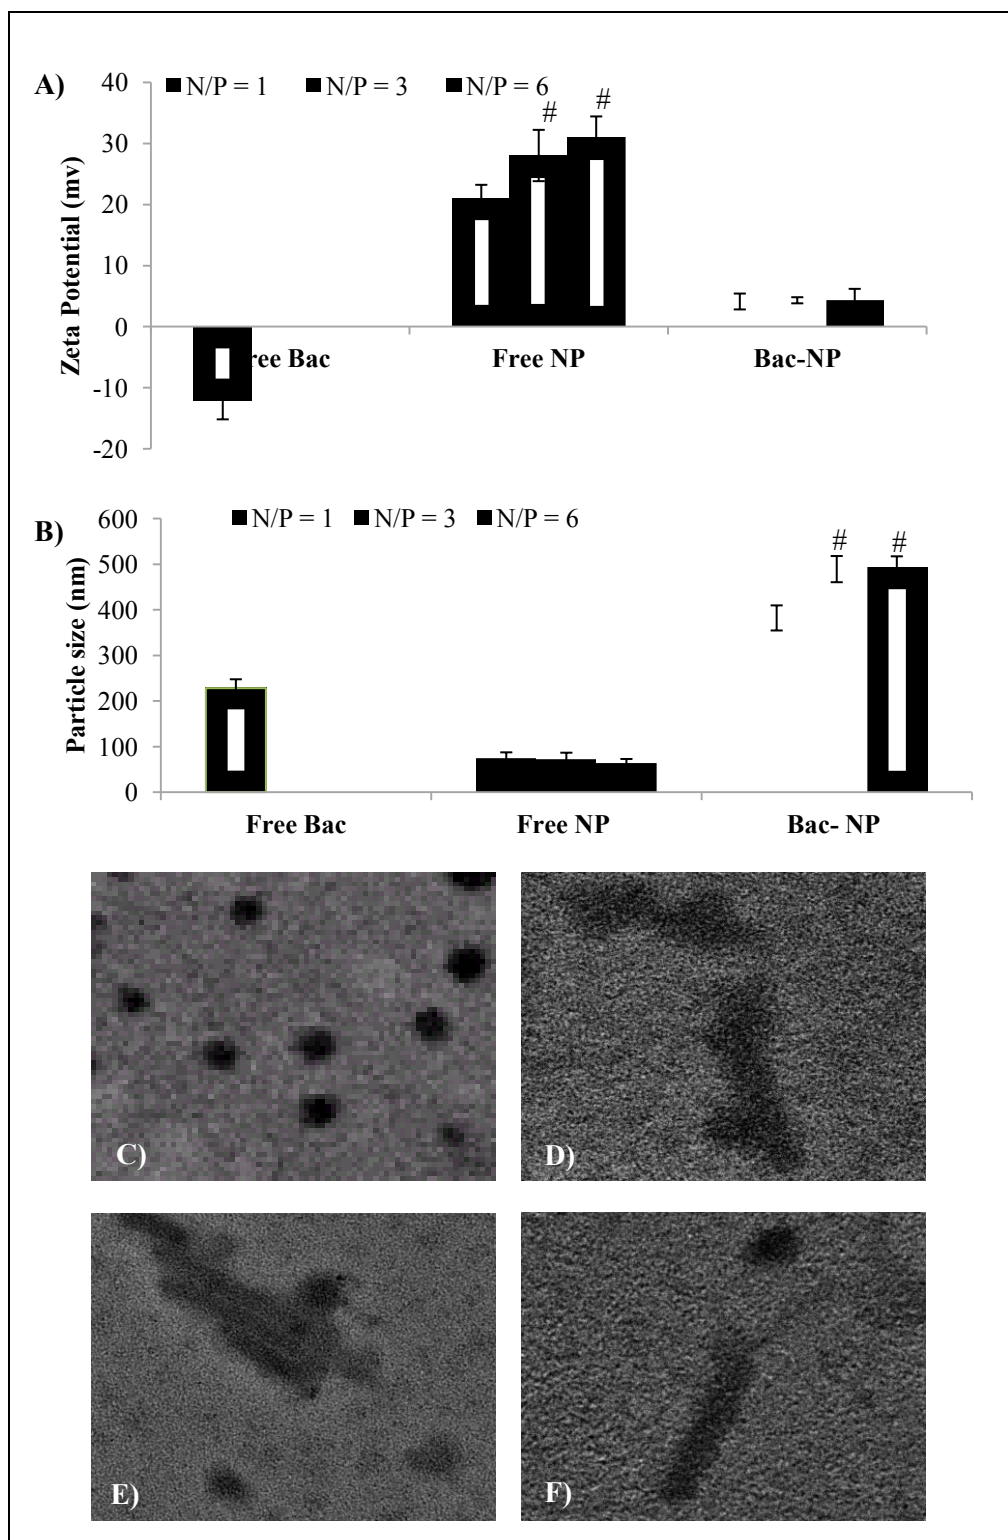 A)
N/P = 1 N/P = 3 N/P = 6
# #
Zeta Potential (mv)
40
30
20
10
0
-10
-20
ree Bac Free NP Bac-NP
B)
N/P = 1 N/P = 3 N/P = 6
# #
Particle size (nm)
600
500
400
300
200
100
0
Free Bac Free NP Bac- NP
C) D)
E) F)